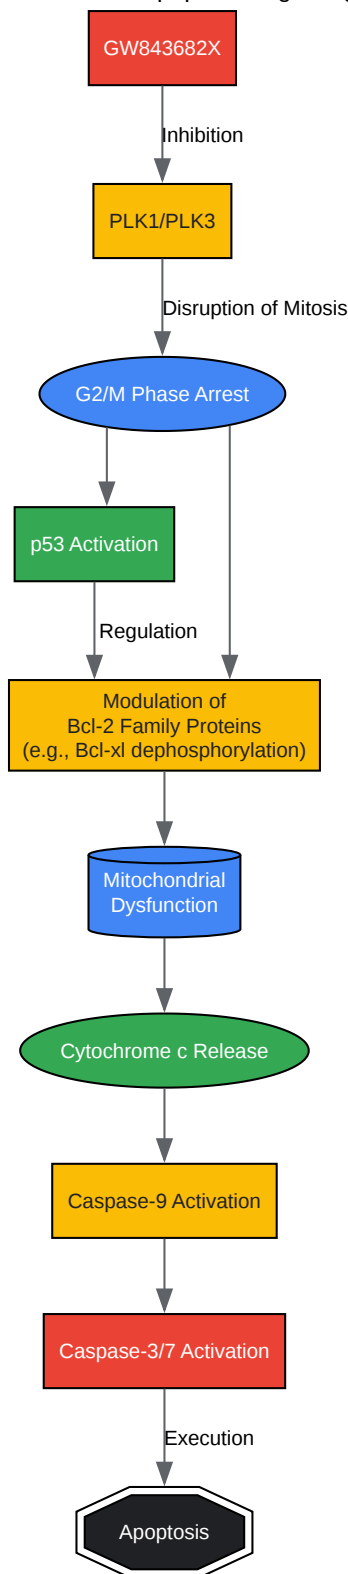 GW843682X
Inhibition
PLK1/PLK3
Disruption of Mitosis
G2/M Phase Arrest
p53 Activation
Regulation
Modulation of
Bcl-2 Family Proteins
(e.g., Bcl-xl dephosphorylation)
Mitochondrial
Dysfunction
Cytochrome c Release
Caspase-9 Activation
Caspase-3/7 Activation
Execution
Apoptosis